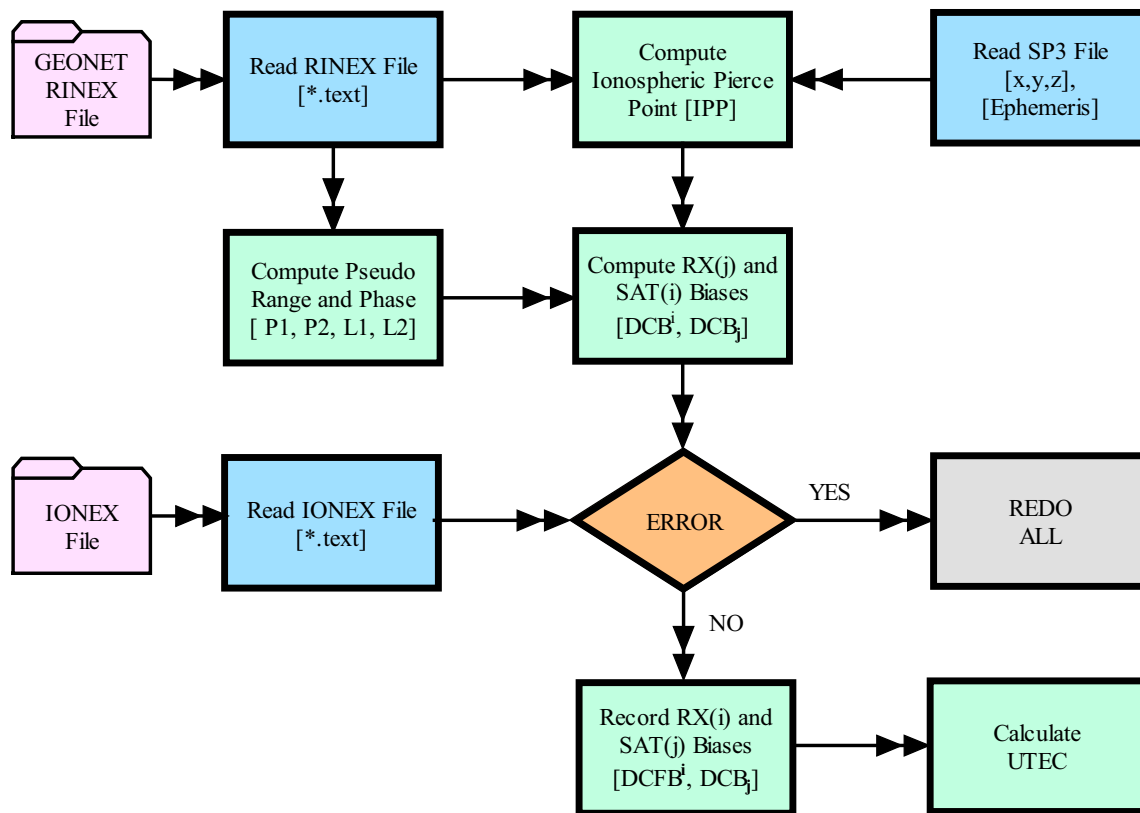 GEONET
RINEX
File
Read RINEX File
[*.text]
Compute
Ionospheric Pierce
Point [IPP]
Read SP3 File
[x,y,z],
[Ephemeris]
Compute Pseudo
Range and Phase
[ P1, P2, L1, L2]
Compute RX(j) and
SAT(i) Biases
[DCBⁱ, DCBⱼ]
IONEX
File
Read IONEX File
[*.text]
ERROR
YES
REDO
ALL
NO
Record RX(i) and
SAT(j) Biases
[DCFBⁱ, DCBⱼ]
Calculate
UTEC